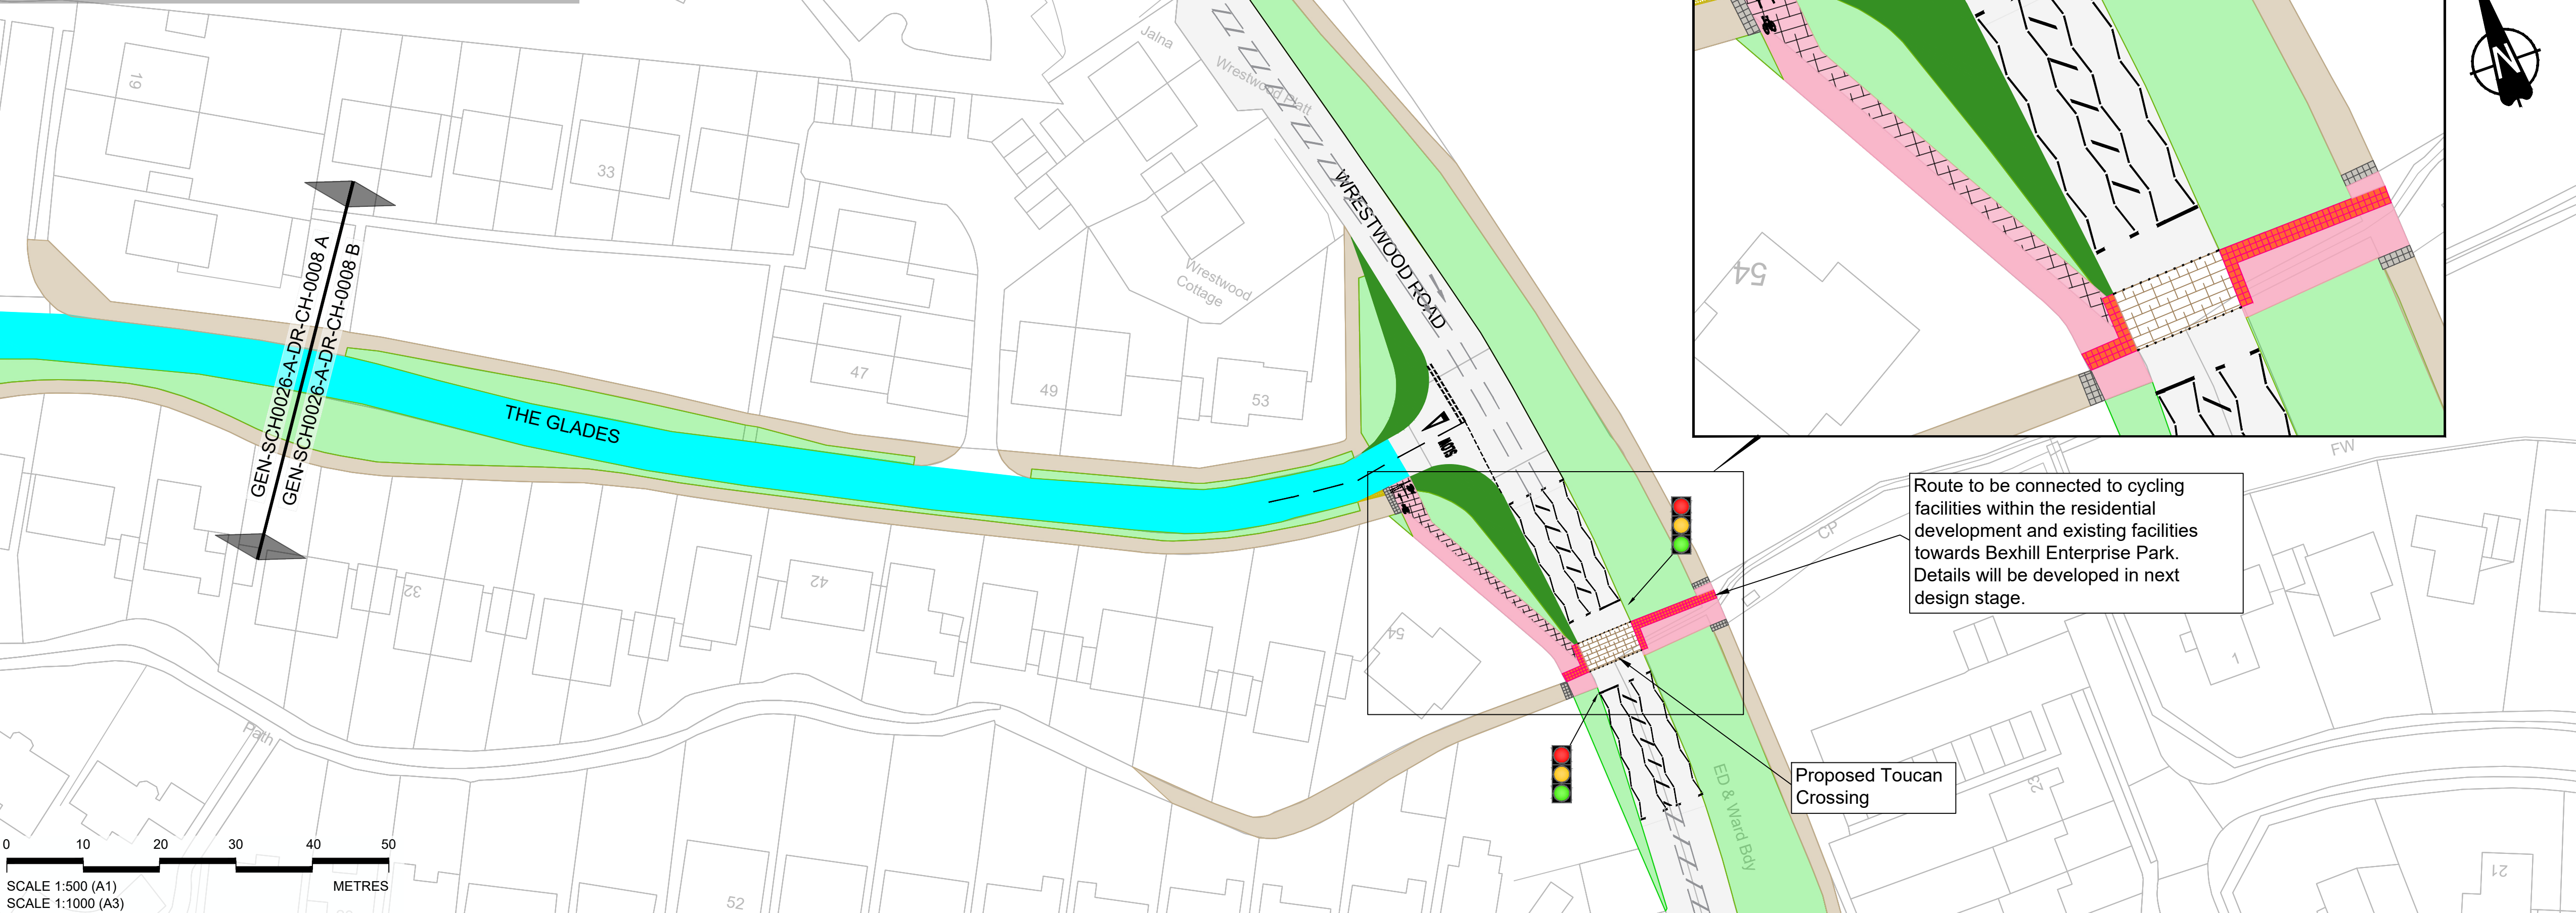 19
33
Jalna
Wrestwood Platt
WRESTWOOD ROAD
Wrestwood
Cottage
GEN-SCH0026-A-DR-CH-0008 A
GEN-SCH0026-A-DR-CH-0008 B
THE GLADES
47
49
53
SLOW
32
42
54
54
N
Route to be connected to cycling
facilities within the residential
development and existing facilities
towards Bexhill Enterprise Park.
Details will be developed in next
design stage.
CP
FW
1
Proposed Toucan
Crossing
ED & Ward Bdy
23
21
Path
52
0 10 20 30 40 50
SCALE 1:500 (A1)
METRES
SCALE 1:1000 (A3)